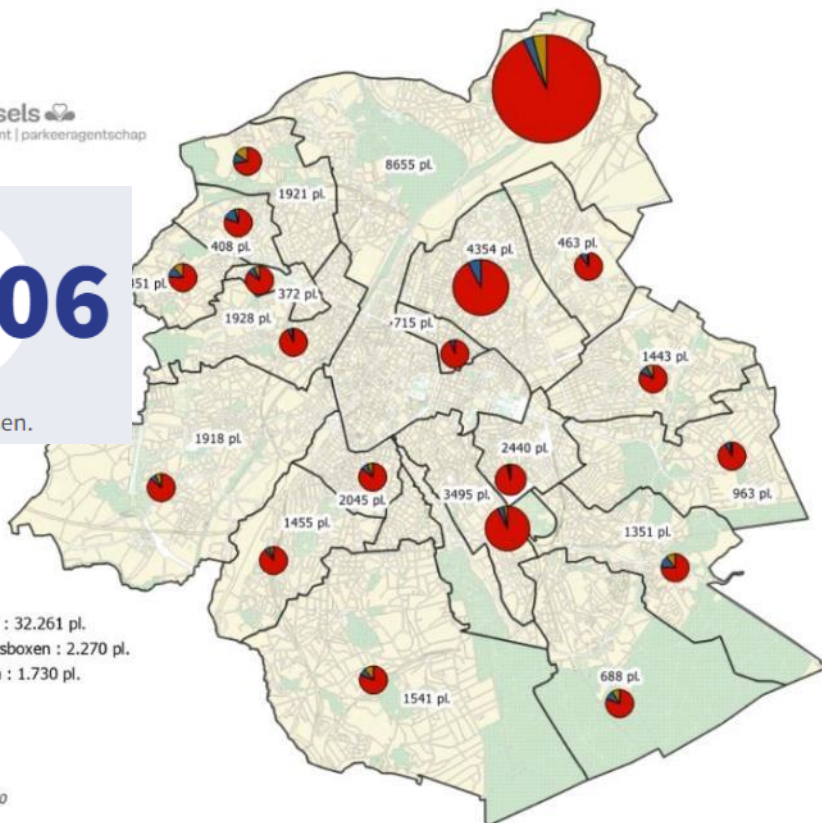 sels
nt | parkeeragentschap
06
en.
8655 pl.
1921 pl.
408 pl.
951 pl.
372 pl.
1928 pl.
4354 pl.
463 pl.
715 pl.
1443 pl.
1918 pl.
2440 pl.
2045 pl.
3495 pl.
963 pl.
1455 pl.
1351 pl.
688 pl.
1541 pl.
: 32.261 pl.
sboxen : 2.270 pl.
: 1.730 pl.